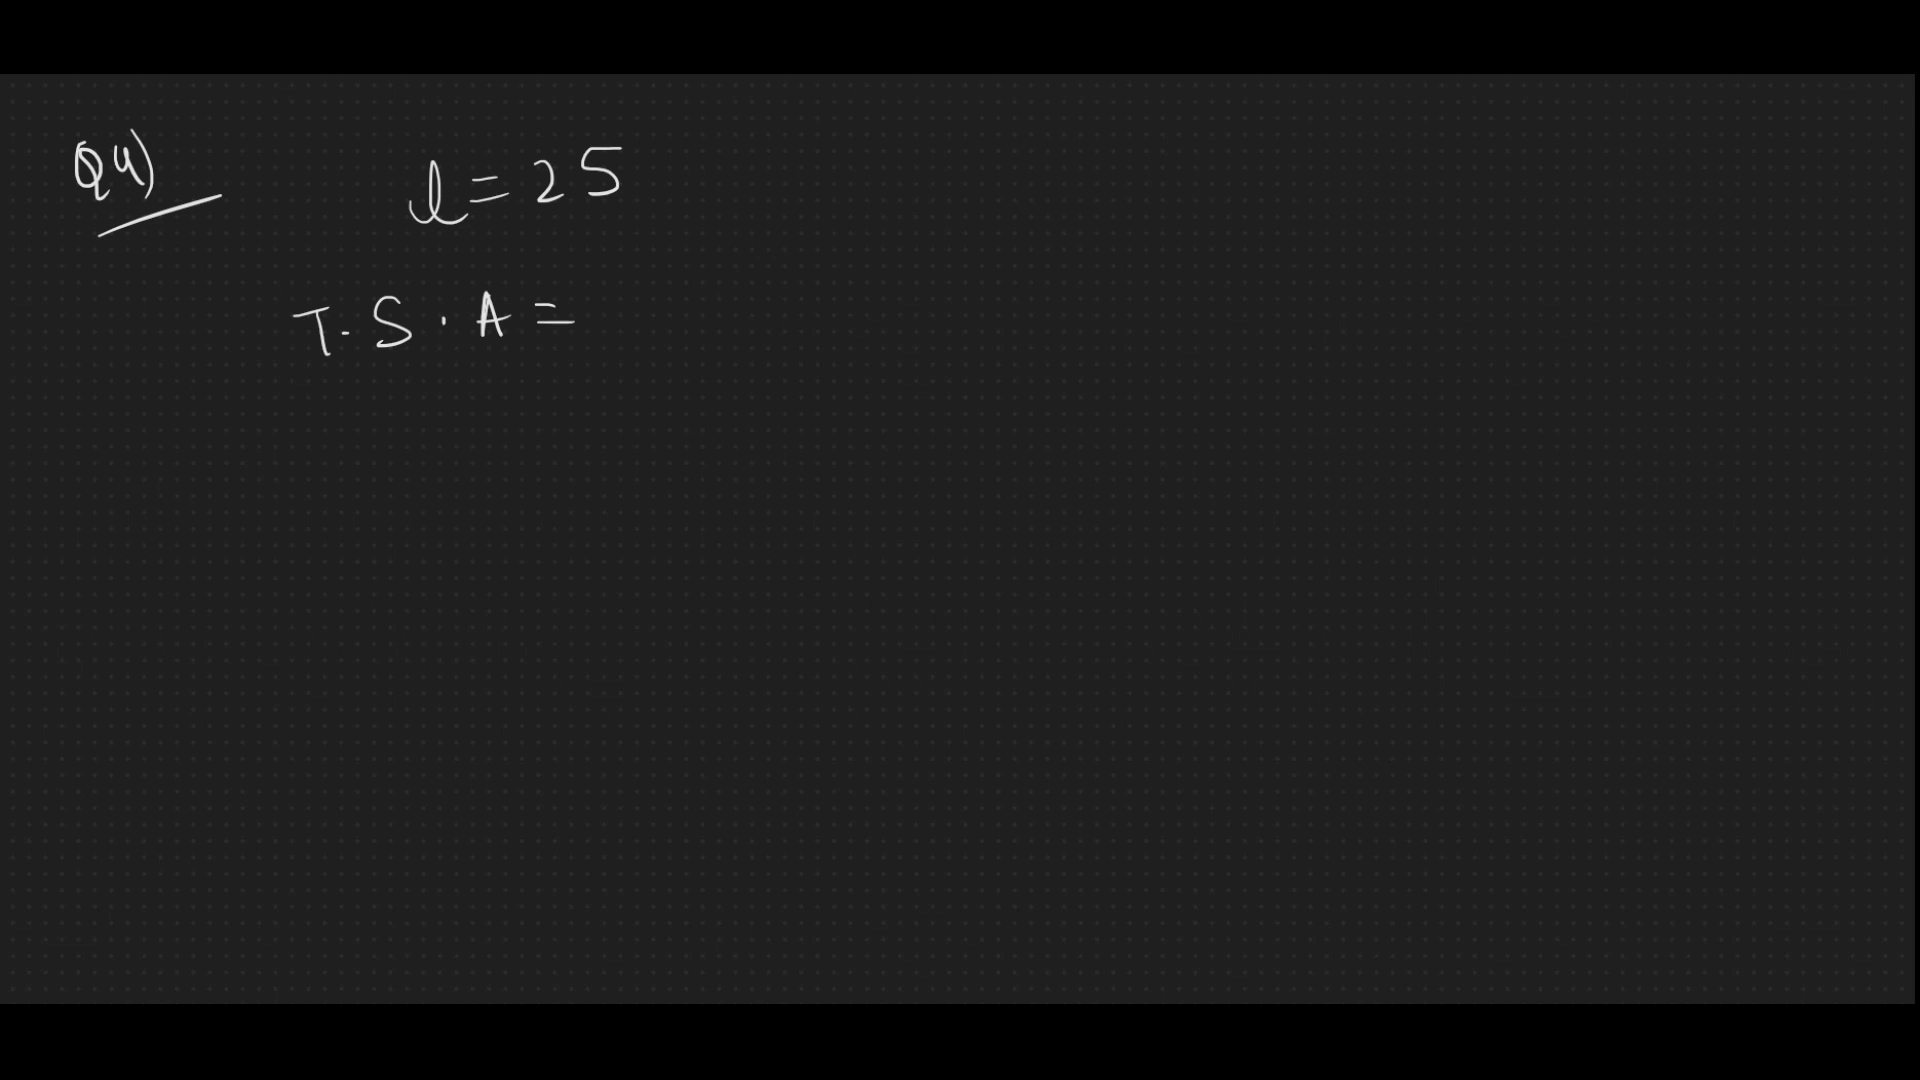 Q4)
l = 25
T. S. A =